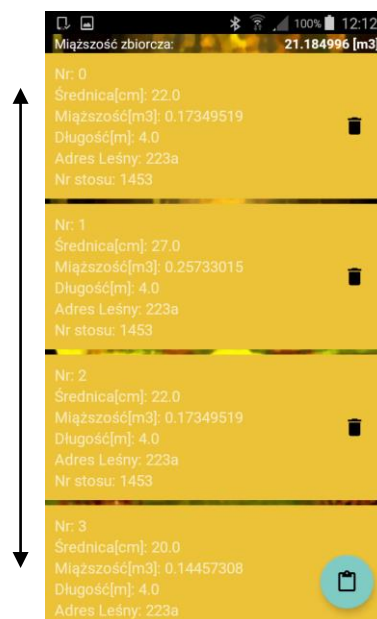 100% 12:12
Miąższość zbiorcza: 21.184996 [m3]
Nr: 0
Średnica[cm]: 22.0
Miąższość[m3]: 0.17349519
Długość[m]: 4.0
Adres Leśny: 223a
Nr stosu: 1453
Nr: 1
Średnica[cm]: 27.0
Miąższość[m3]: 0.25733015
Długość[m]: 4.0
Adres Leśny: 223a
Nr stosu: 1453
Nr: 2
Średnica[cm]: 22.0
Miąższość[m3]: 0.17349519
Długość[m]: 4.0
Adres Leśny: 223a
Nr stosu: 1453
Nr: 3
Średnica[cm]: 20.0
Miąższość[m3]: 0.14457308
Długość[m]: 4.0
Adres Leśny: 223a